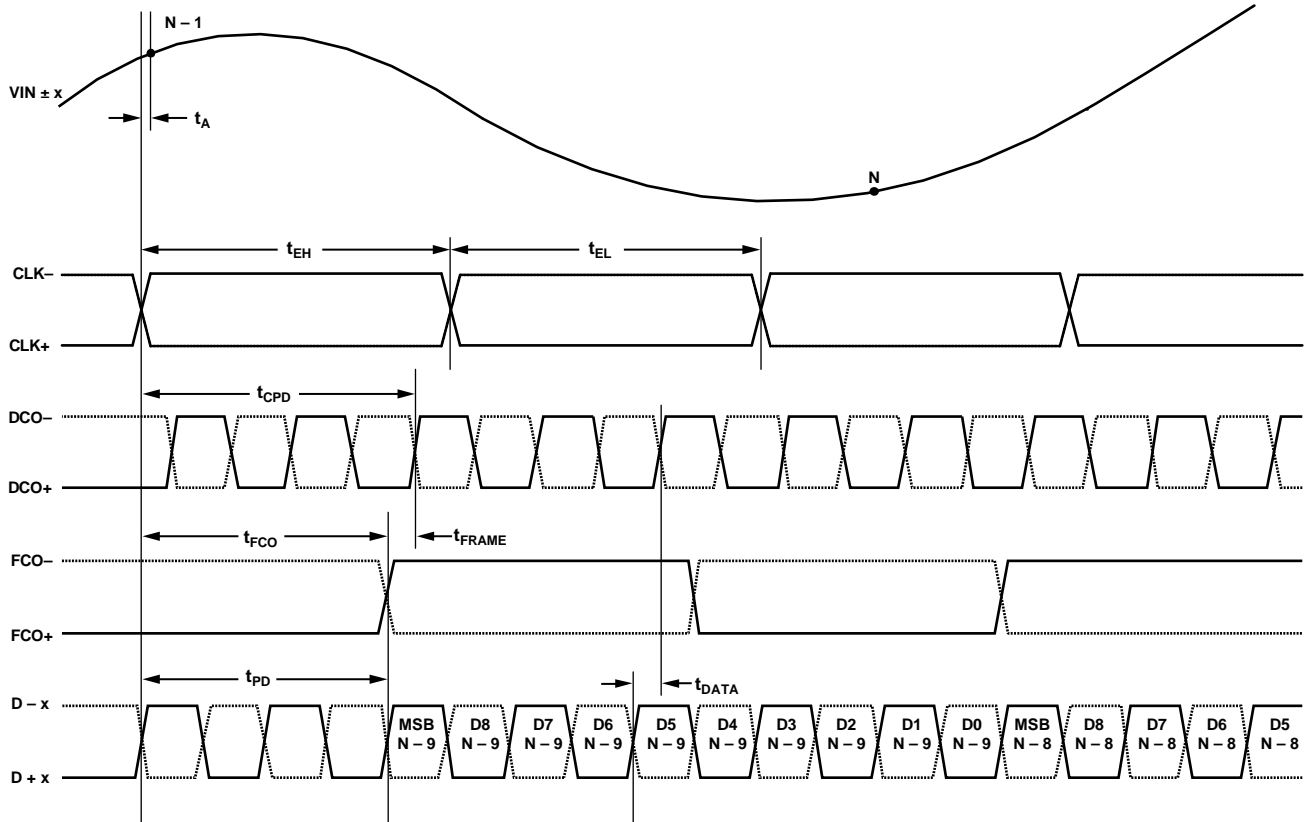 N – 1
VIN ± x
tA
N
tEH
tEL
CLK–
CLK+
tCPD
DCO–
DCO+
tFCO
tFRAME
FCO–
FCO+
tPD
tDATA
D – x
MSB D8 D7 D6 D5 D4 D3 D2 D1 D0 MSB D8 D7 D6 D5
N – 9 N – 9 N – 9 N – 9 N – 9 N – 9 N – 9 N – 9 N – 9 N – 9 N – 8 N – 8 N – 8 N – 8 N – 8
D + x